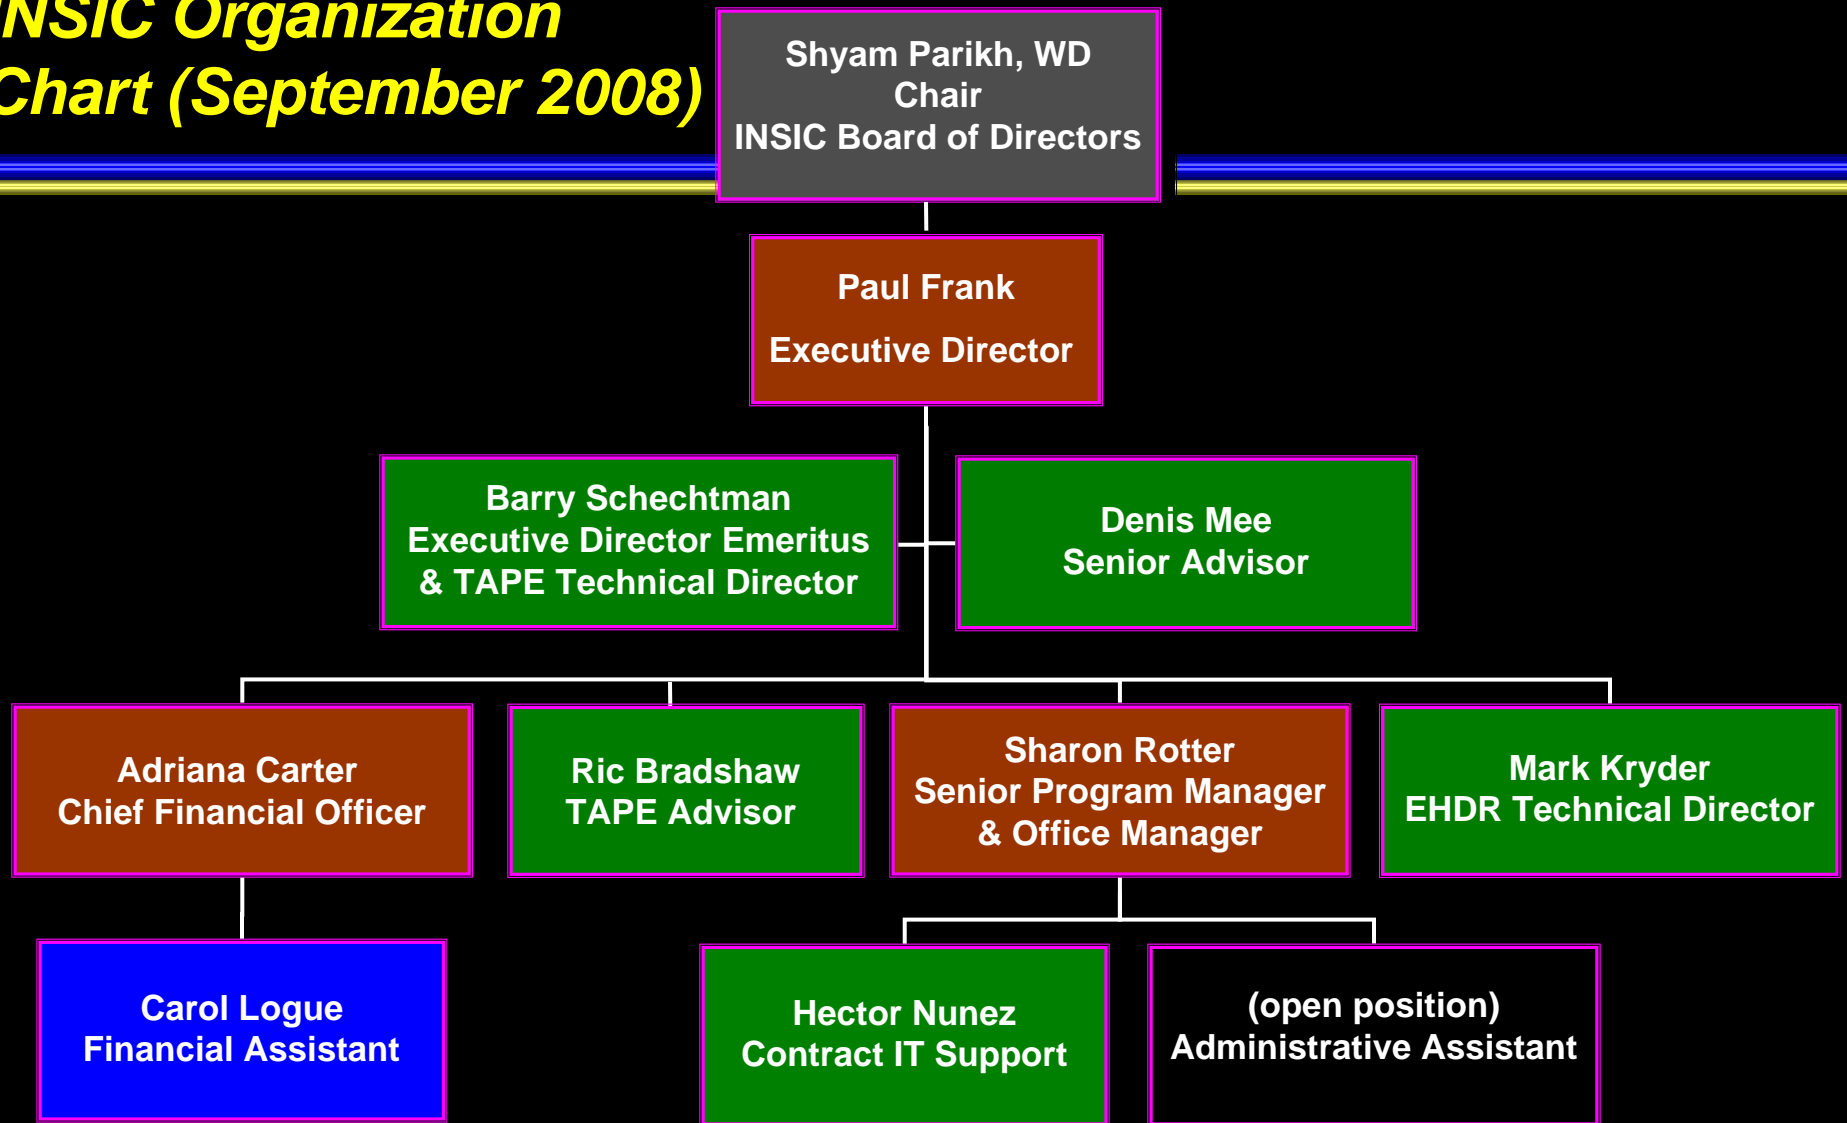 INSIC Organization
Chart (September 2008)
Shyam Parikh, WD
Chair
INSIC Board of Directors
Paul Frank
Executive Director
Barry Schechtman
Executive Director Emeritus
& TAPE Technical Director
Denis Mee
Senior Advisor
Adriana Carter
Chief Financial Officer
Ric Bradshaw
TAPE Advisor
Sharon Rotter
Senior Program Manager
& Office Manager
Mark Kryder
EHDR Technical Director
Carol Logue
Financial Assistant
Hector Nunez
Contract IT Support
(open position)
Administrative Assistant